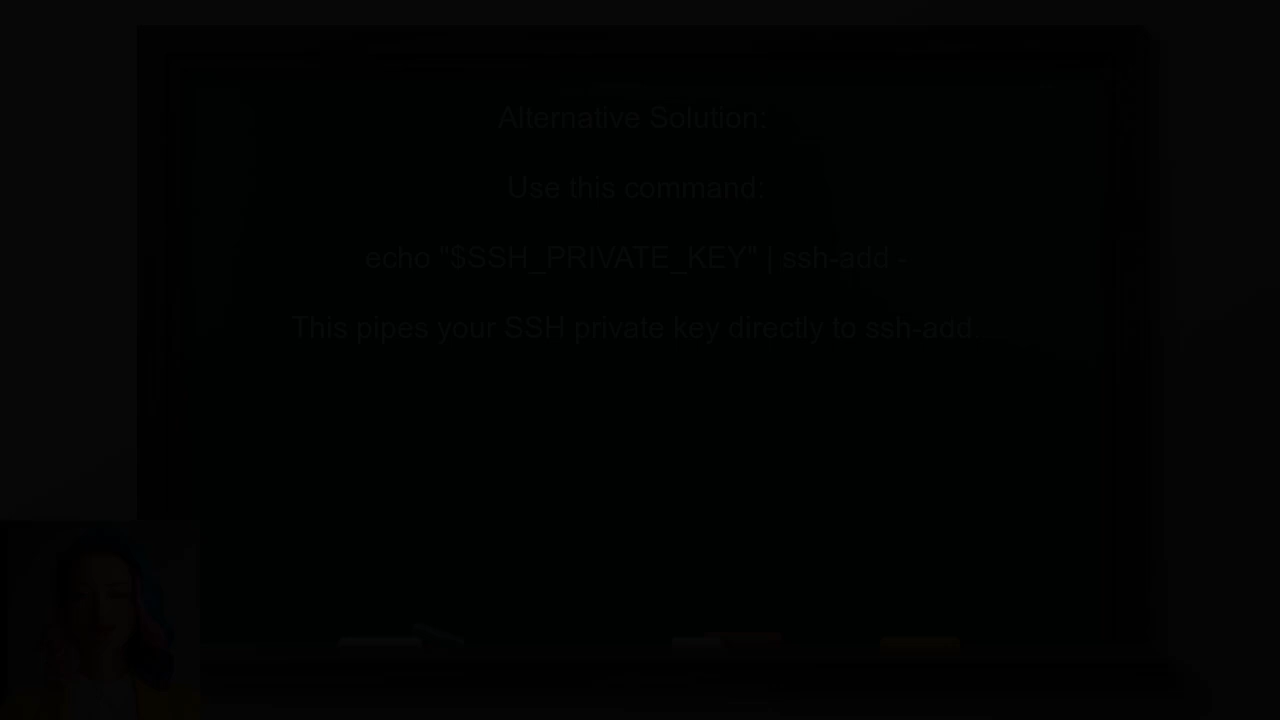 Alternative Solution:
Use this command:
echo "$SSH_PRIVATE_KEY" | ssh-add -
This pipes your SSH private key directly to ssh-add.